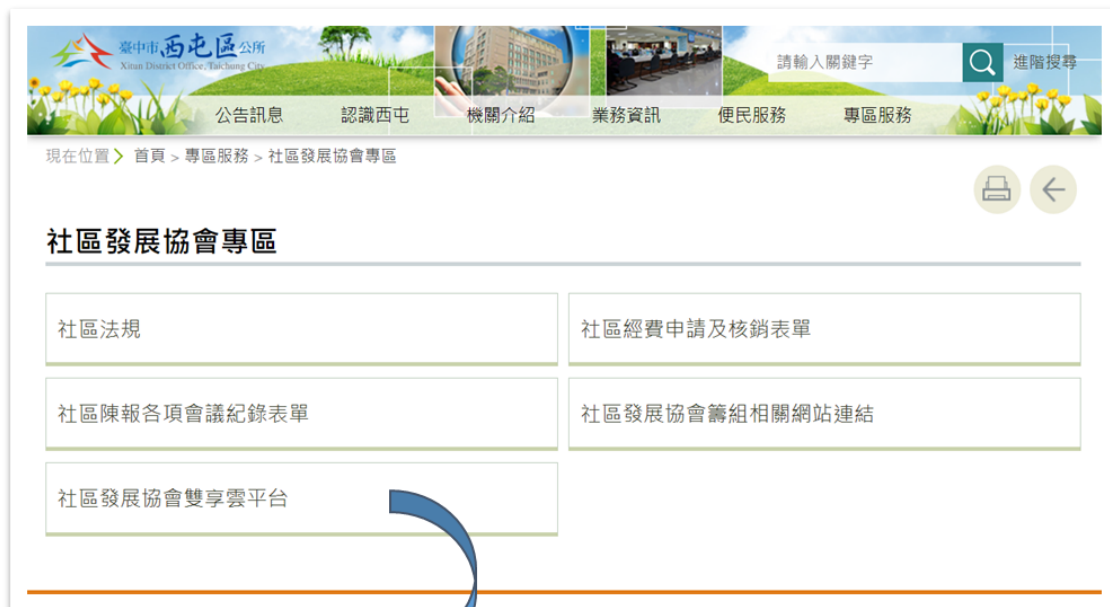 臺中市西屯區公所
Xitun District Office, Taichung City
請輸入關鍵字
進階搜尋
公告訊息 認識西屯 機關介紹 業務資訊 便民服務 專區服務
現在位置 首頁 > 專區服務 > 社區發展協會專區
社區發展協會專區
社區法規 社區經費申請及核銷表單
社區陳報各項會議紀錄表單 社區發展協會籌組相關網站連結
社區發展協會雙享雲平台